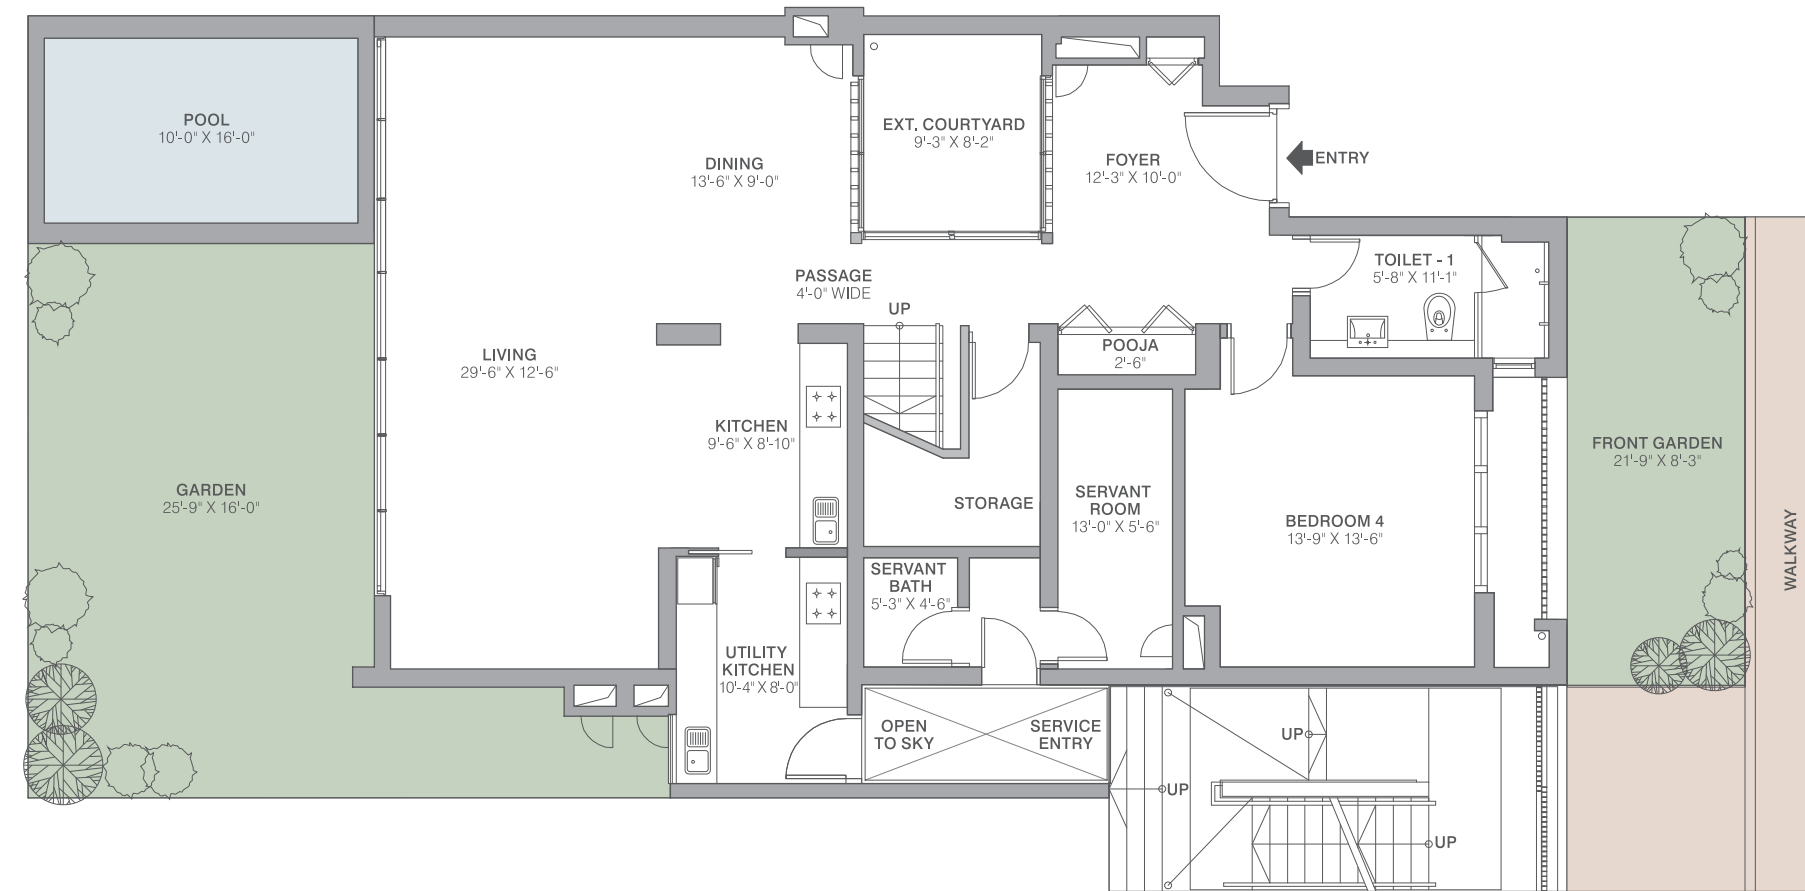 POOL
10'-0" X 16'-0"
EXT. COURTYARD
9'-3" X 8'-2"
DINING
13'-6" X 9'-0"
FOYER
12'-3" X 10'-0"
ENTRY
PASSAGE
4'-0" WIDE
UP
TOILET - 1
5'-8" X 11'-1"
LIVING
29'-6" X 12'-6"
POOJA
2'-6"
KITCHEN
9'-6" X 8'-10"
FRONT GARDEN
21'-9" X 8'-3"
GARDEN
25'-9" X 16'-0"
STORAGE
SERVANT
ROOM
13'-0" X 5'-6"
BEDROOM 4
13'-9" X 13'-6"
WALKWAY
SERVANT
BATH
5'-3" X 4'-6"
UTILITY
KITCHEN
10'-4" X 8'-0"
OPEN
TO SKY
SERVICE
ENTRY
UP
UP
UP